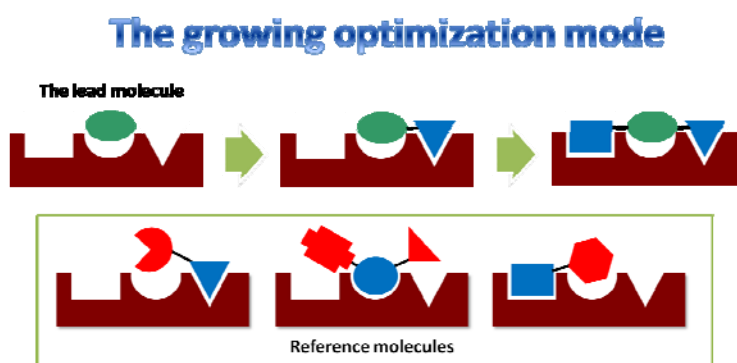 The growing optimization mode
The lead molecule
Reference molecules